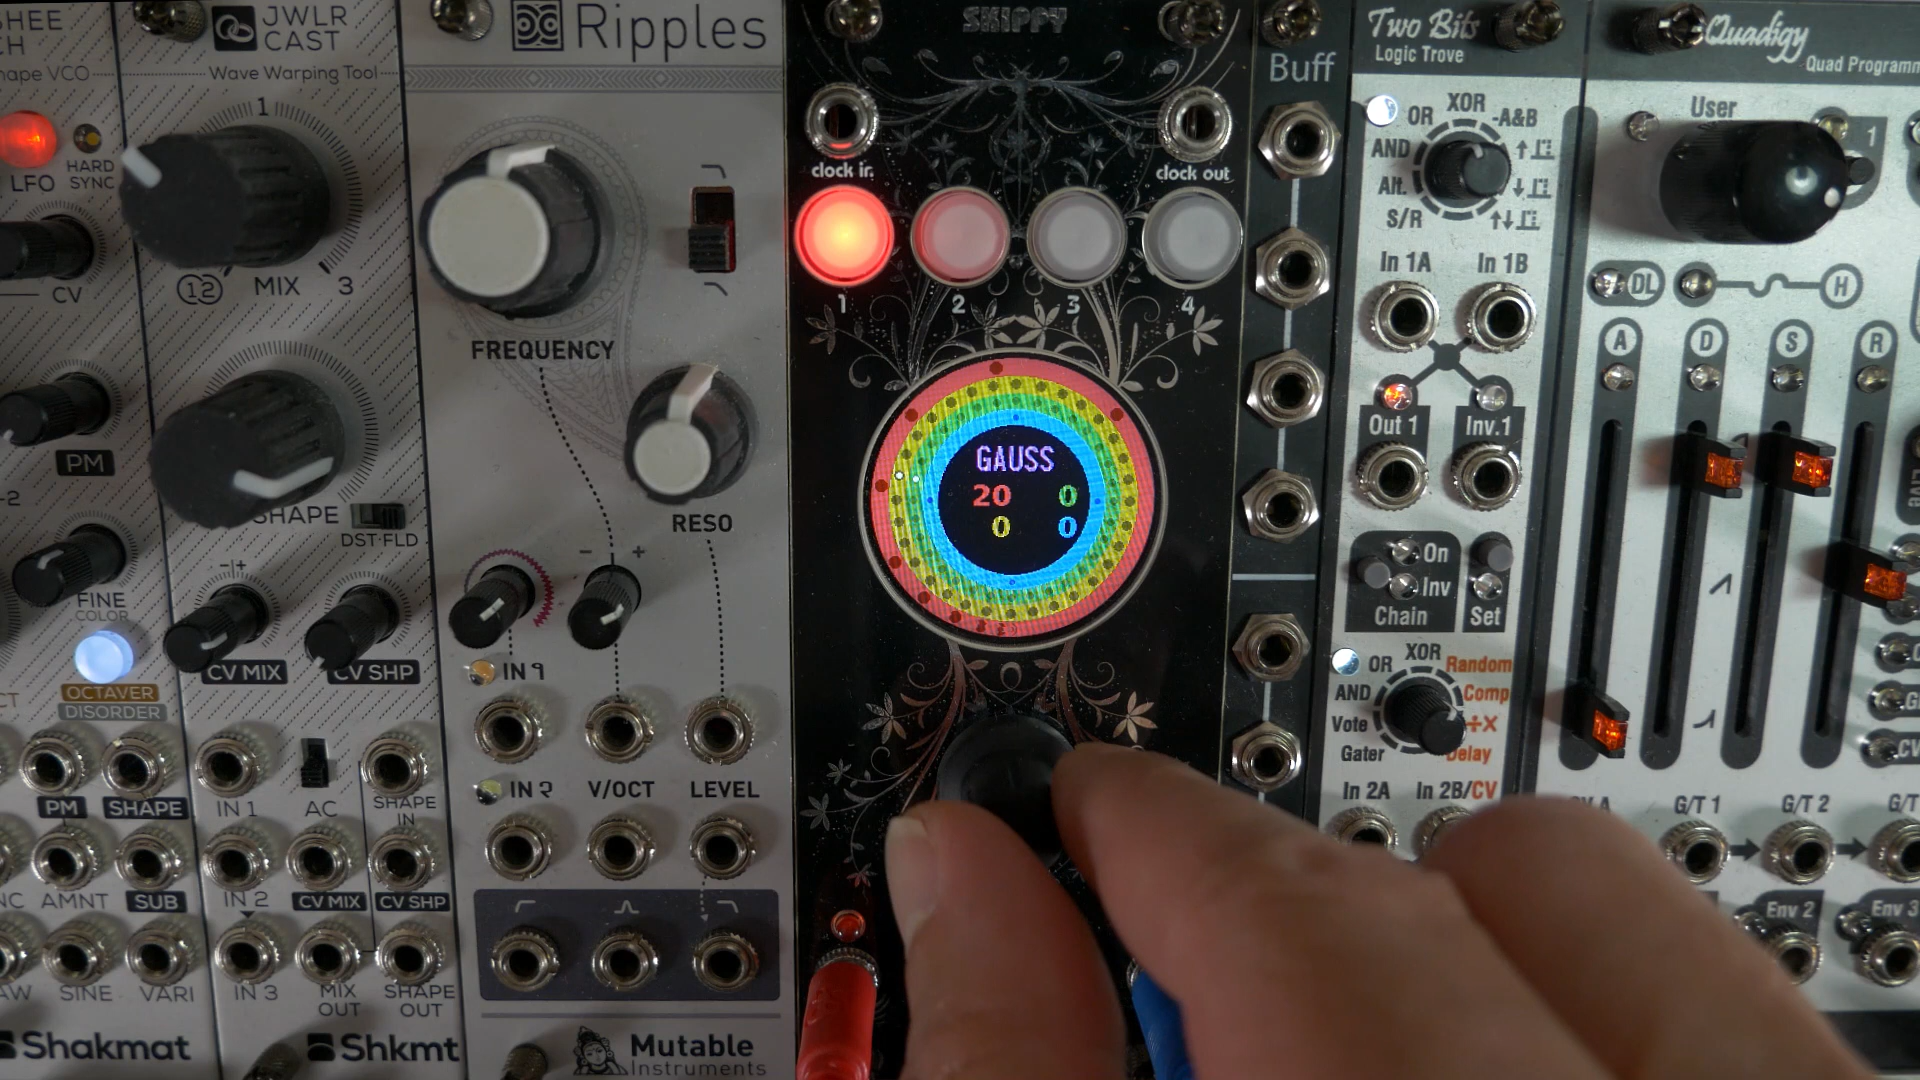 LFO
HARD
SYNC
CV
PM
FINE
COLOR
OCTAVER
DISORDER
PM
SHAPE
AMNT
SUB
SINE
VARI
Shakmat
JWLR
CAST
Wave Warping Tool
1
12
MIX
3
SHAPE
DST·FLD
-|+
CV MIX
CV SHP
IN 1
AC
SHAPE
IN
IN 2
CV MIX
CV SHP
IN 3
MIX
OUT
SHAPE
OUT
Shkmt
Ripples
FREQUENCY
RESO
- +
IN 1
IN 2
V/OCT
LEVEL
Mutable
Instruments
SKIPPY
clock in
clock out
1
2
3
4
GAUSS
20 0
0 0
Buff
Two Bits
Logic Trove
OR
XOR
-A&B
AND
Alt.
S/R
In 1A
In 1B
Out 1
Inv.1
On
Inv
Chain
Set
OR
XOR
Random
AND
Comp
Vote
÷X
Gater
Delay
In 2A
In 2B/CV
Quadigy
User
1
DL
H
A
D
S
R
G/T 1
G/T 2
Env 2
Env 3